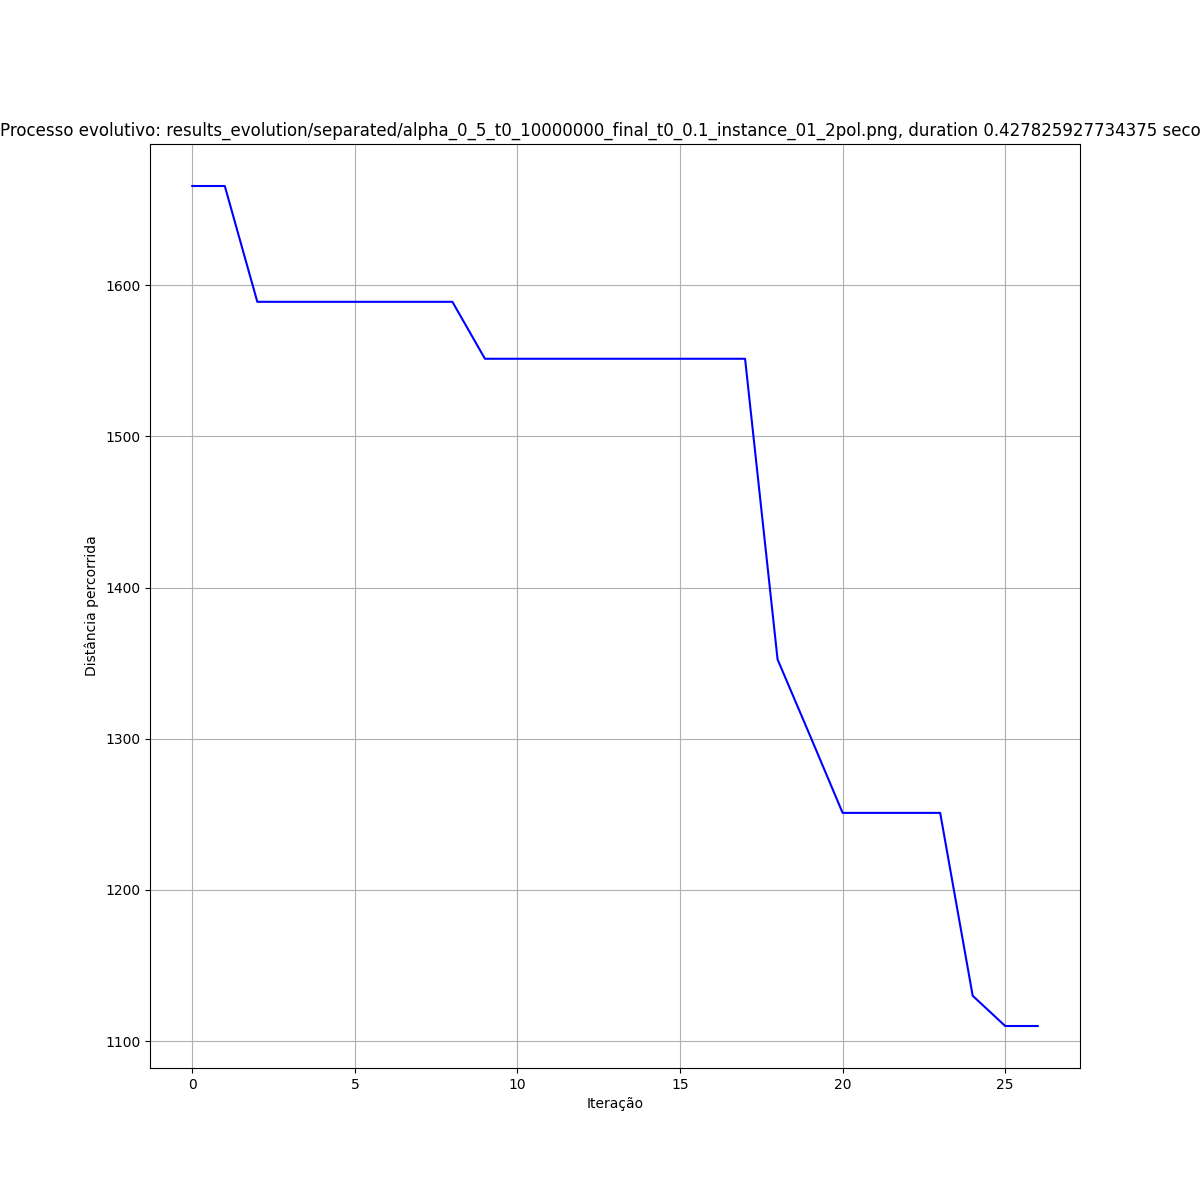 Processo evolutivo: results_evolution/separated/alpha_0_5_t0_10000000_final_t0_0.1_instance_01_2pol.png, duration 0.427825927734375 seco
1600
1500
1400
1300
1200
1100
Distância percorrida
0 5 10 15 20 25
Iteração